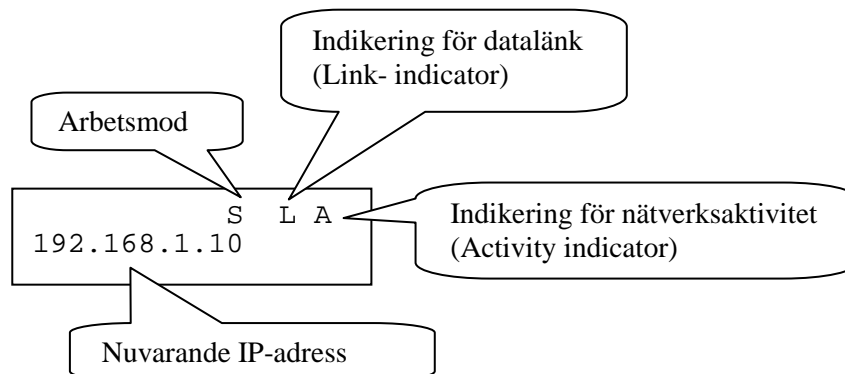 Indikering för datalänk
(Link- indicator)
Arbetsmod
S L A
192.168.1.10
Indikering för nätverksaktivitet
(Activity indicator)
Nuvarande IP-adress